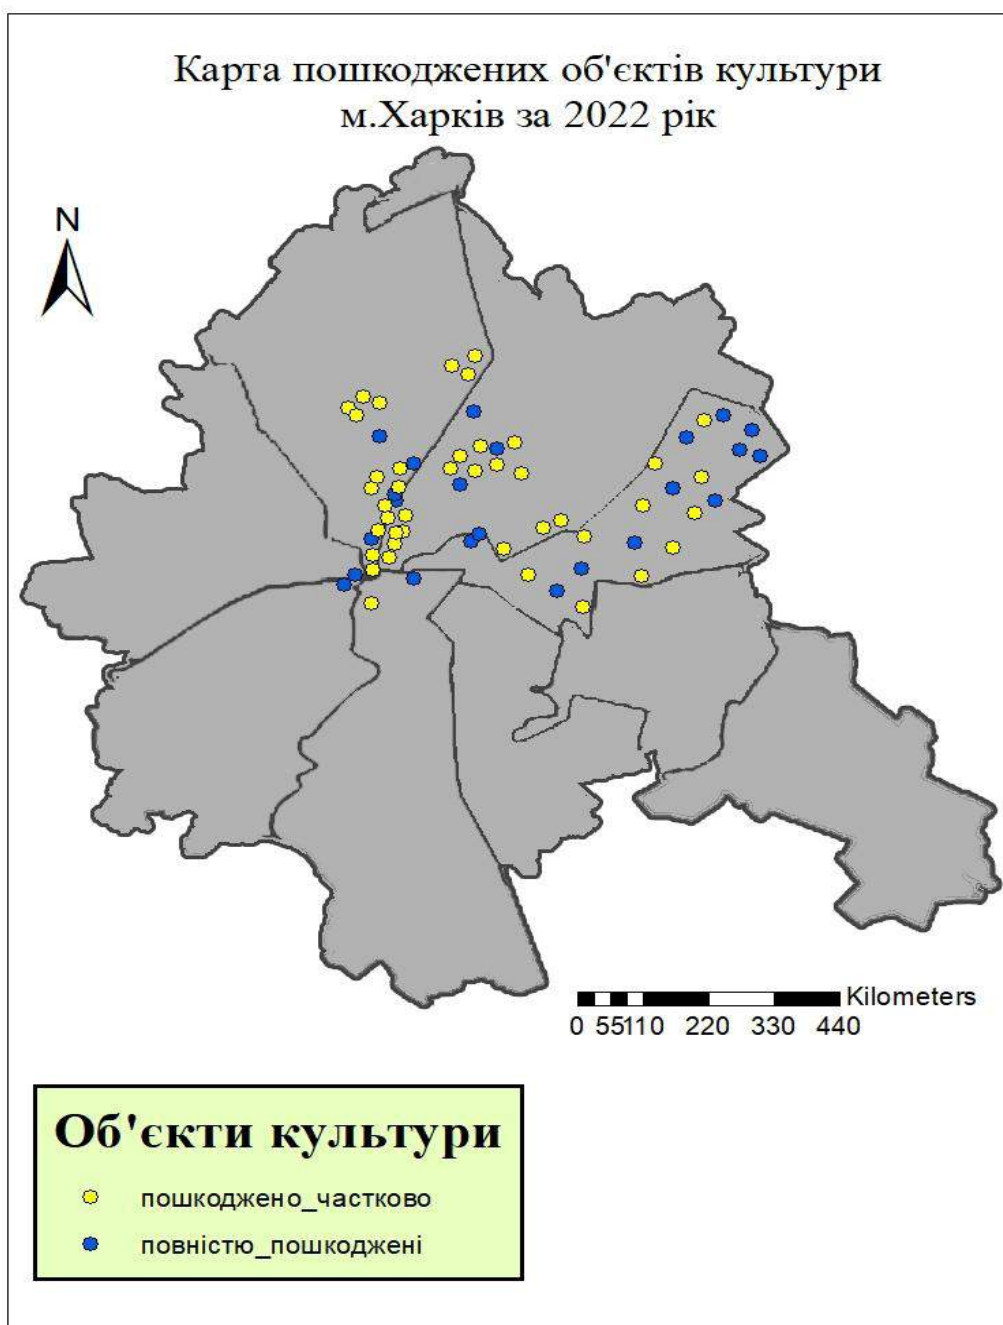 Карта пошкоджених об'єктів культури
м.Харків за 2022 рік
N
Kilometers
0 55110 220 330 440
Об'єкти культури
пошкоджено_частково
повністю_пошкоджені